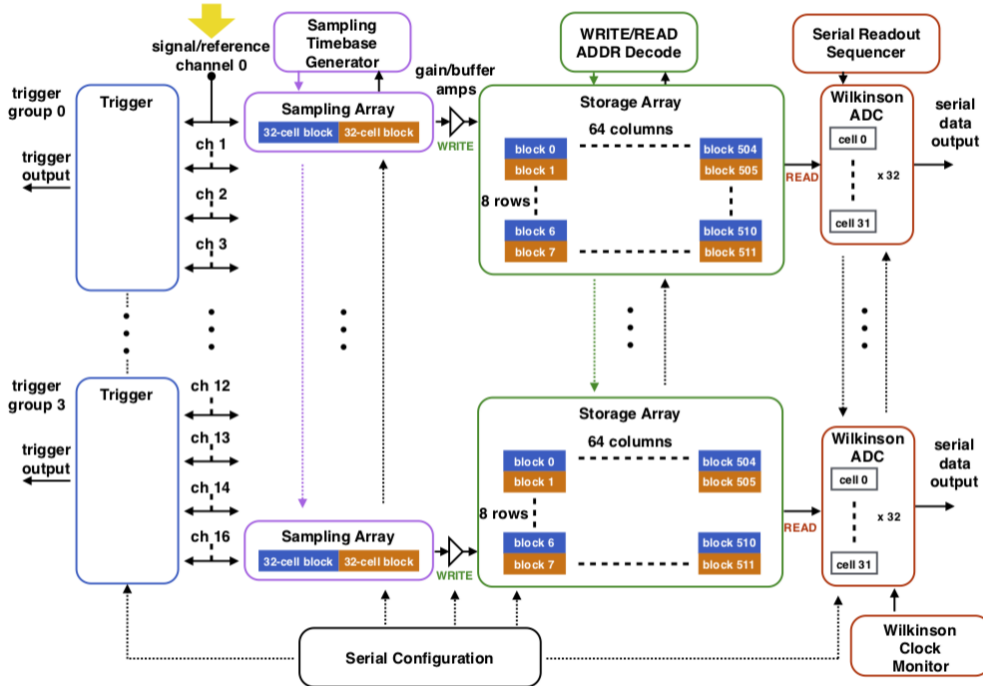 signal/reference
channel 0
Sampling
Timebase
Generator
WRITE/READ
ADDR Decode
Serial Readout
Sequencer
gain/buffer
amps
trigger
group 0
Trigger
Sampling Array
32-cell block
32-cell block
WRITE
Storage Array
64 columns
block 0
block 1
block 504
block 505
8 rows
block 6
block 7
block 510
block 511
READ
Wilkinson
ADC
cell 0
x 32
cell 31
serial
data
output
trigger
output
ch 1
ch 2
ch 3
trigger
group 3
Trigger
trigger
output
ch 12
ch 13
ch 14
ch 16
Sampling Array
32-cell block
32-cell block
WRITE
Storage Array
64 columns
block 0
block 1
block 504
block 505
8 rows
block 6
block 7
block 510
block 511
READ
Wilkinson
ADC
cell 0
x 32
cell 31
serial
data
output
Serial Configuration
Wilkinson
Clock
Monitor